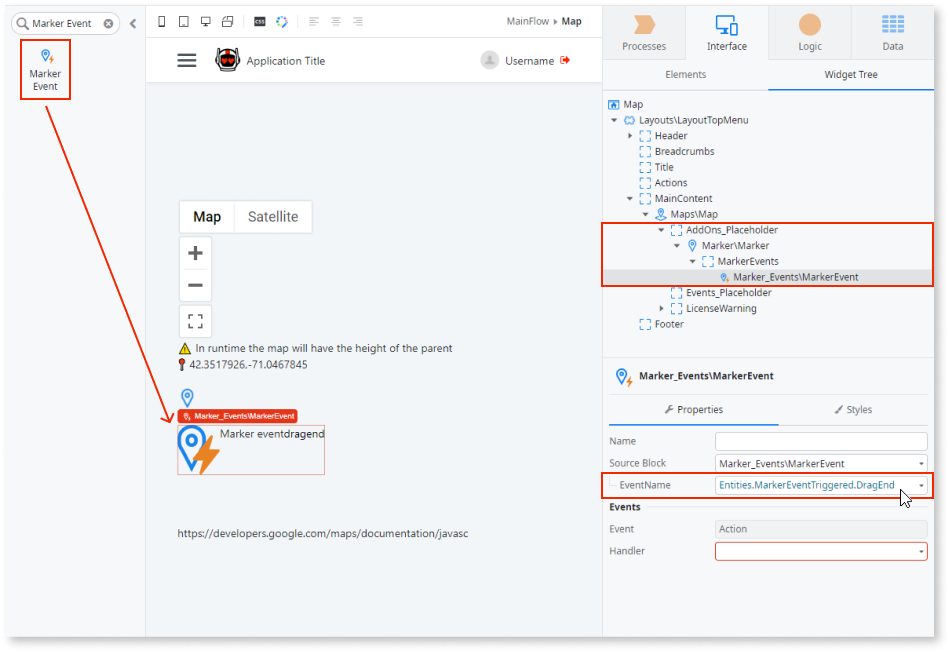 Marker Event
Marker
Event
CSS
MainFlow ▸ Map
Application Title
Username
Map
Satellite
In runtime the map will have the height of the parent
42.3517926,-71.0467845
Marker_Events\MarkerEvent
Marker eventdragend
https://developers.google.com/maps/documentation/javasc
Processes
Interface
Logic
Data
Elements
Widget Tree
Map
Layouts\LayoutTopMenu
Header
Breadcrumbs
Title
Actions
MainContent
Maps\Map
AddOns_Placeholder
Marker\Marker
MarkerEvents
Marker_Events\MarkerEvent
Events_Placeholder
LicenseWarning
Footer
Marker_Events\MarkerEvent
Properties
Styles
Name
Source Block
Marker_Events\MarkerEvent
EventName
Entities.MarkerEventTriggered.DragEnd
Events
Event
Action
Handler